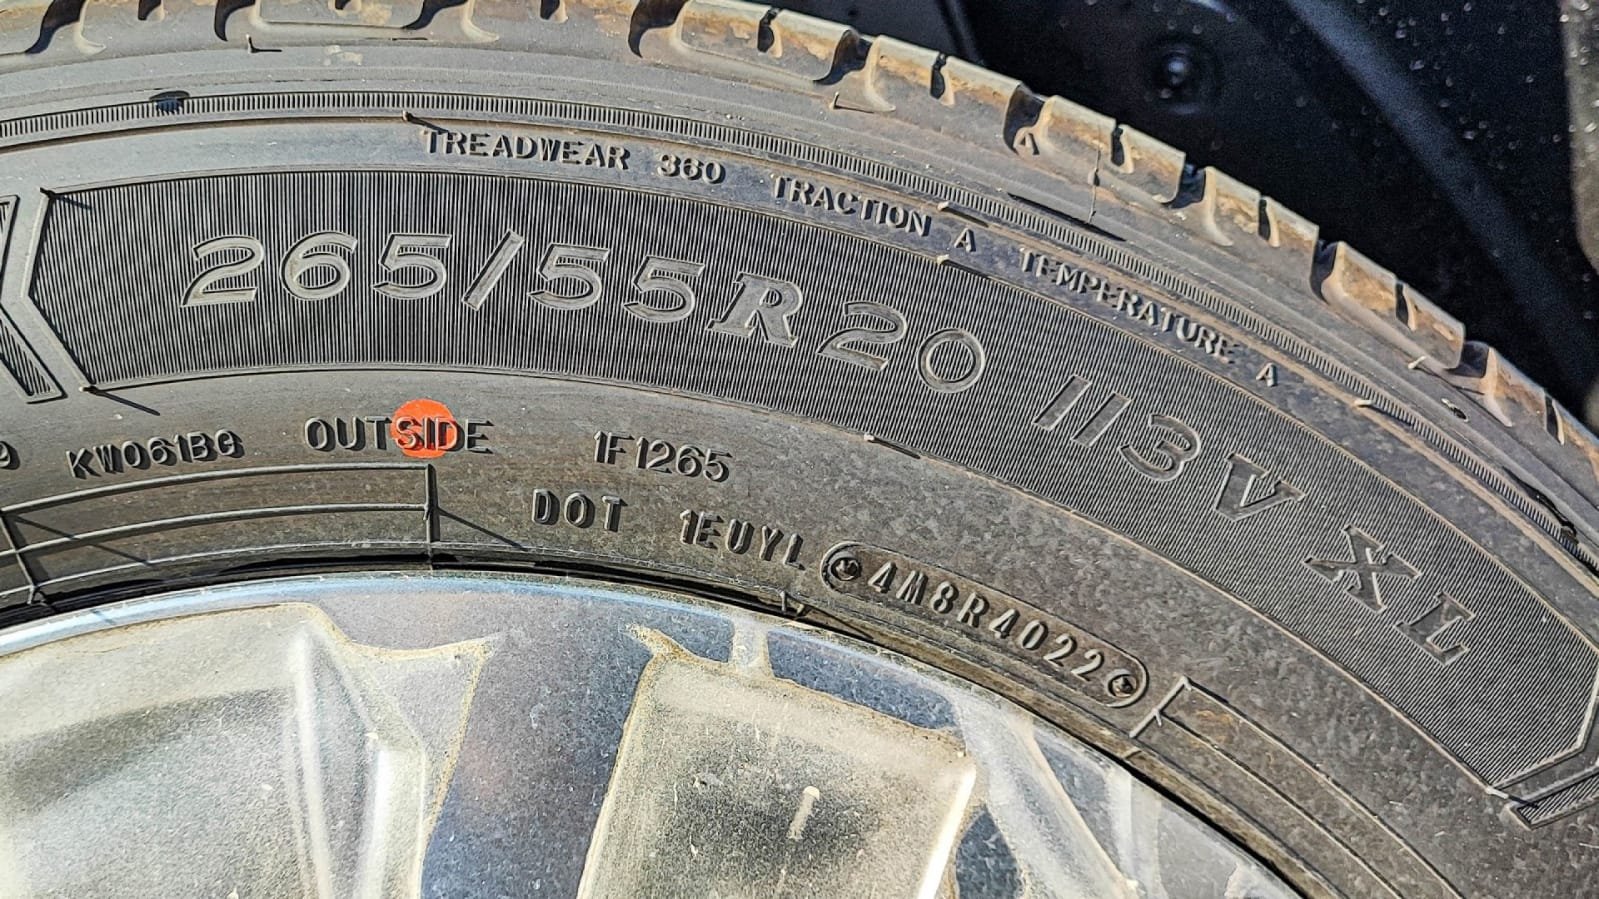 TREADWEAR 360 TRACTION A TEMPERATURE A
265/55R20 113V XL
KW061BG OUTSIDE 1F1265
DOT 1EUYL 4M8R4022